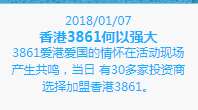 2018/01/07
香港3861何以强大
3861爱港爱国的情怀在活动现场
产生共鸣，当日 有30多家投资商
选择加盟香港3861。